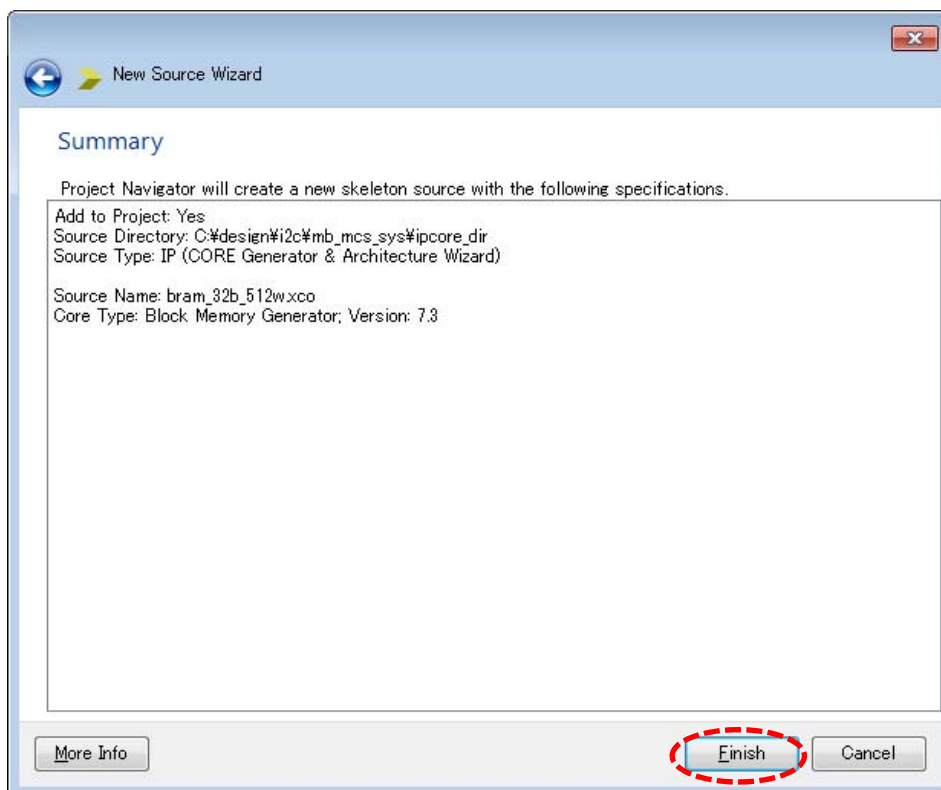 New Source Wizard
Summary
Project Navigator will create a new skeleton source with the following specifications.
Add to Project: Yes
Source Directory: C:¥design¥i2c¥mb_mcs_sys¥ipcore_dir
Source Type: IP (CORE Generator & Architecture Wizard)
Source Name: bram_32b_512w.xco
Core Type: Block Memory Generator; Version: 7.3
More Info
Finish
Cancel